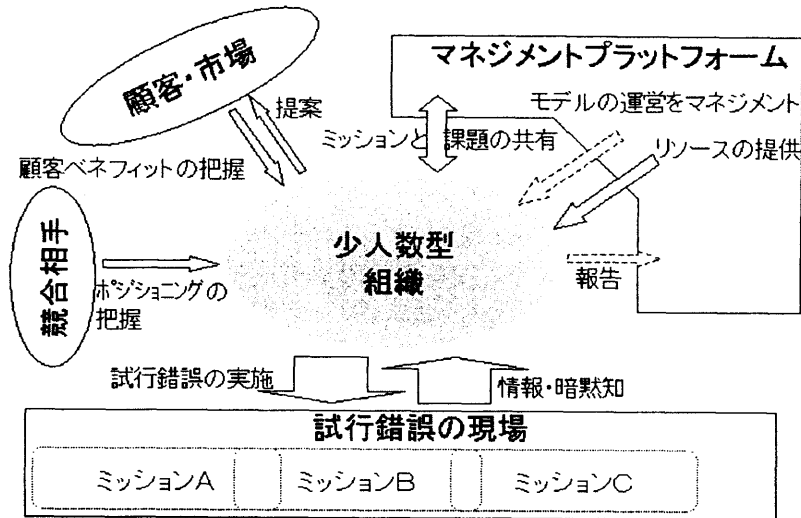 顧客・市場
マネジメントプラットフォーム
提案
モデルの運営をマネジメント
ミッションと 課題の共有
リソースの提供
顧客ベネフィットの把握
少人数型
組織
競合相手
ポジショニングの
把握
報告
試行錯誤の実施
情報・暗黙知
試行錯誤の現場
ミッションA
ミッションB
ミッションC